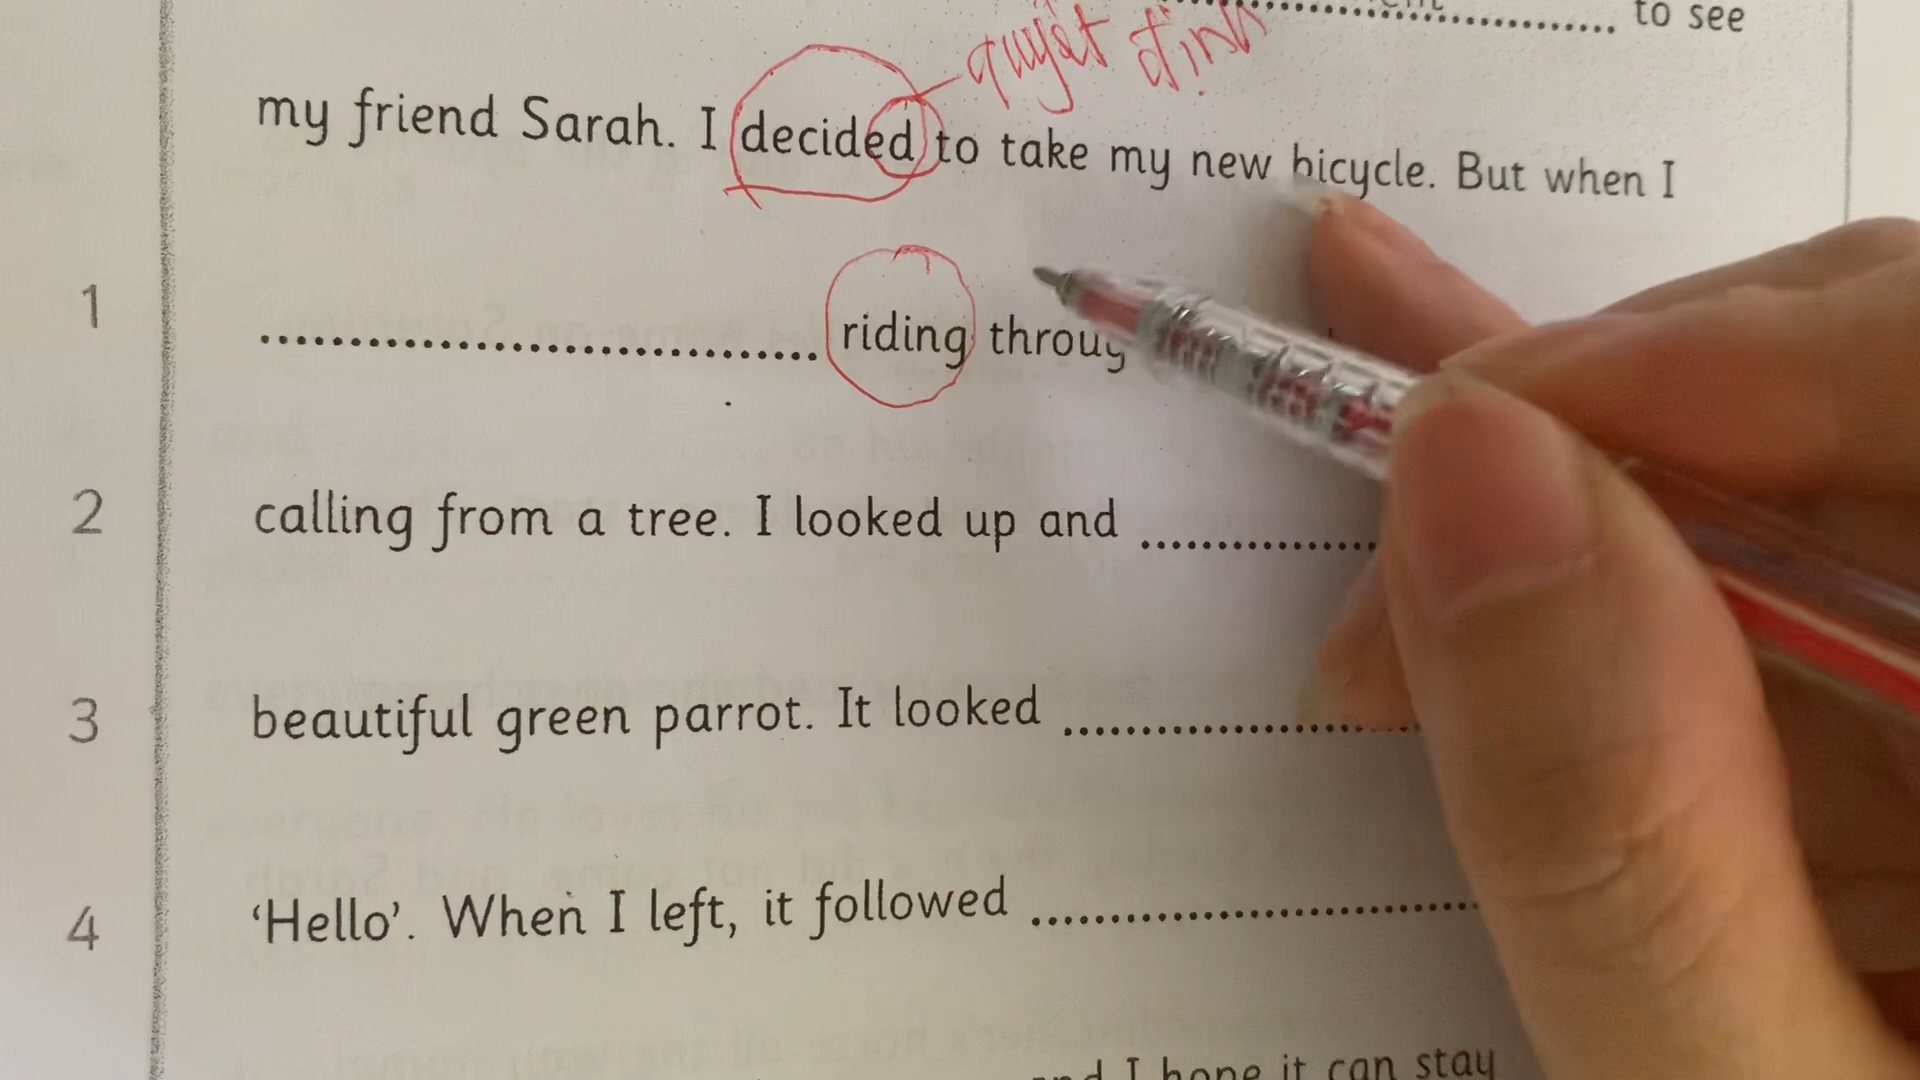 to see
quyết định
my friend Sarah. I decided to take my new bicycle. But when I
1 ........................ riding throug
2 calling from a tree. I looked up and ............
3 beautiful green parrot. It looked ................
4 ‘Hello’. When I left, it followed ....................
I hope it can stay